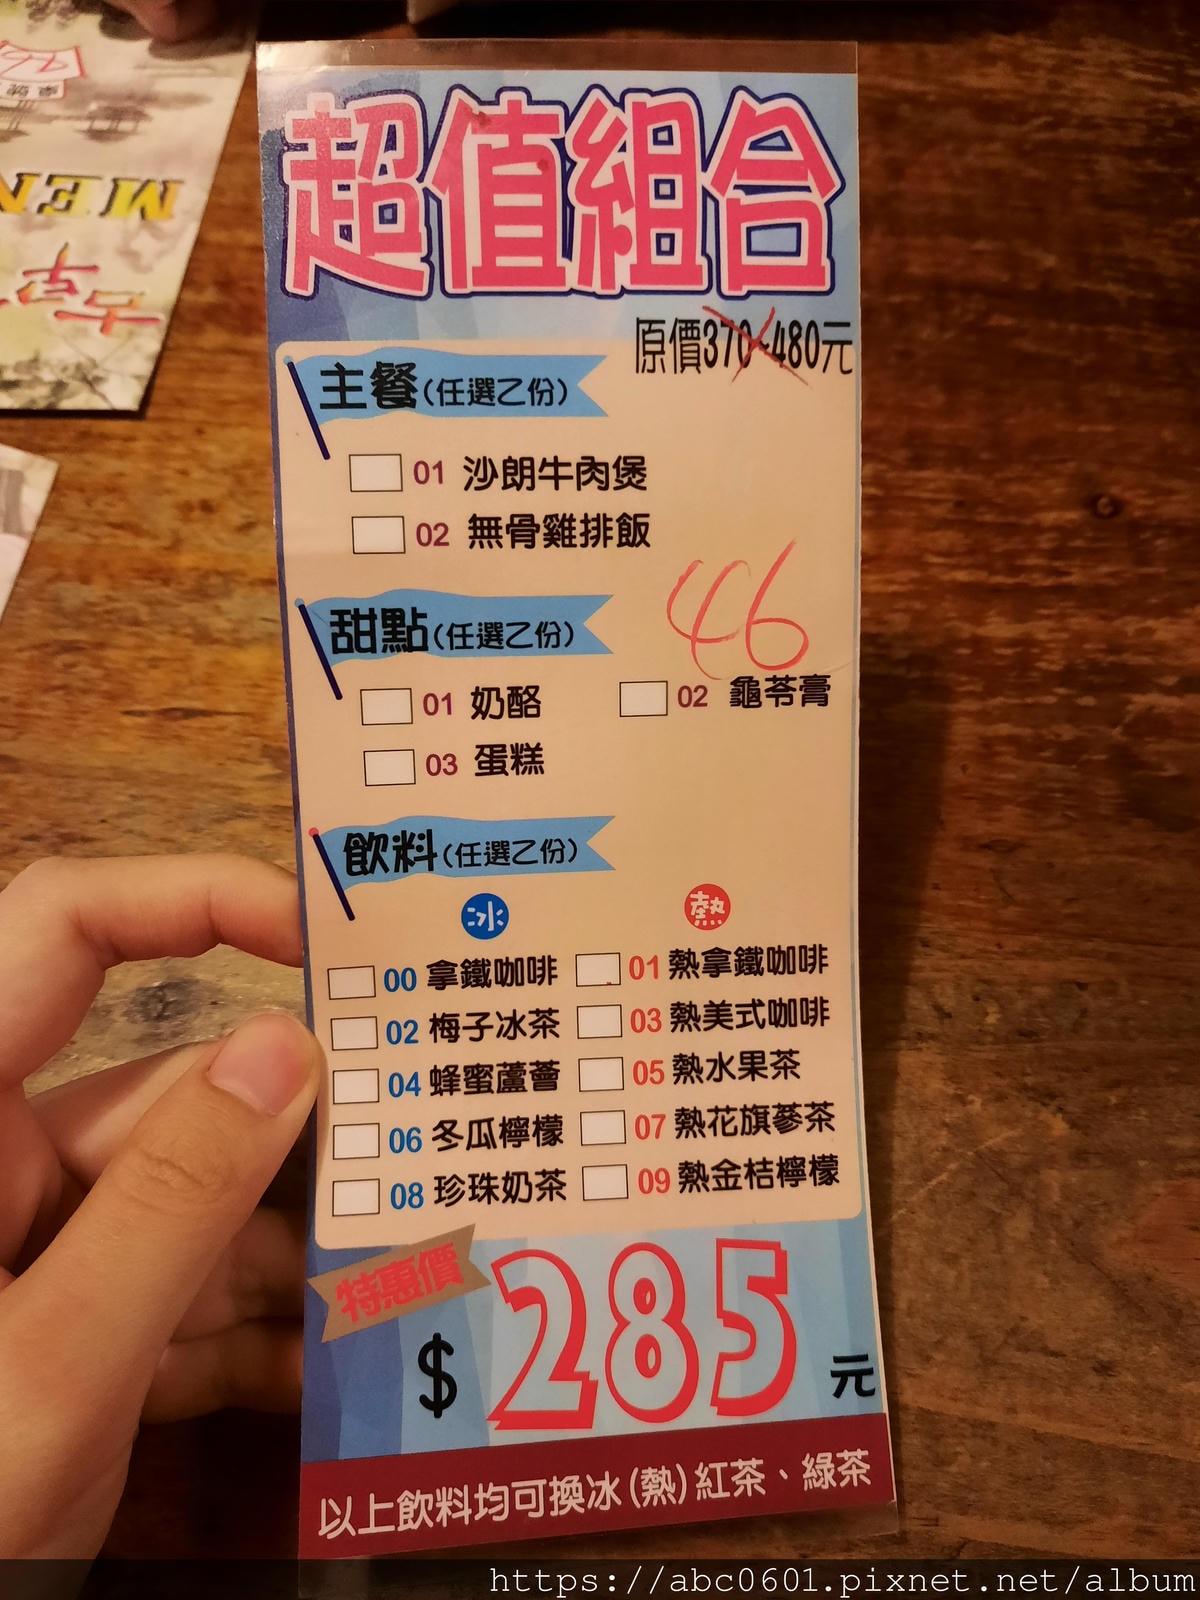 超值組合
原價370~480元
主餐(任選乙份)
01 沙朗牛肉煲
02 無骨雞排飯
46
甜點(任選乙份)
01 奶酪 02 龜苓膏
03 蛋糕
飲料(任選乙份)
冰 熱
00 拿鐵咖啡 01 熱拿鐵咖啡
02 梅子冰茶 03 熱美式咖啡
04 蜂蜜蘆薈 05 熱水果茶
06 冬瓜檸檬 07 熱花旗蔘茶
08 珍珠奶茶 09 熱金桔檸檬
特惠價
$285元
以上飲料均可換冰(熱)紅茶、綠茶
MEN
桌號
https://abc0601.pixnet.net/album